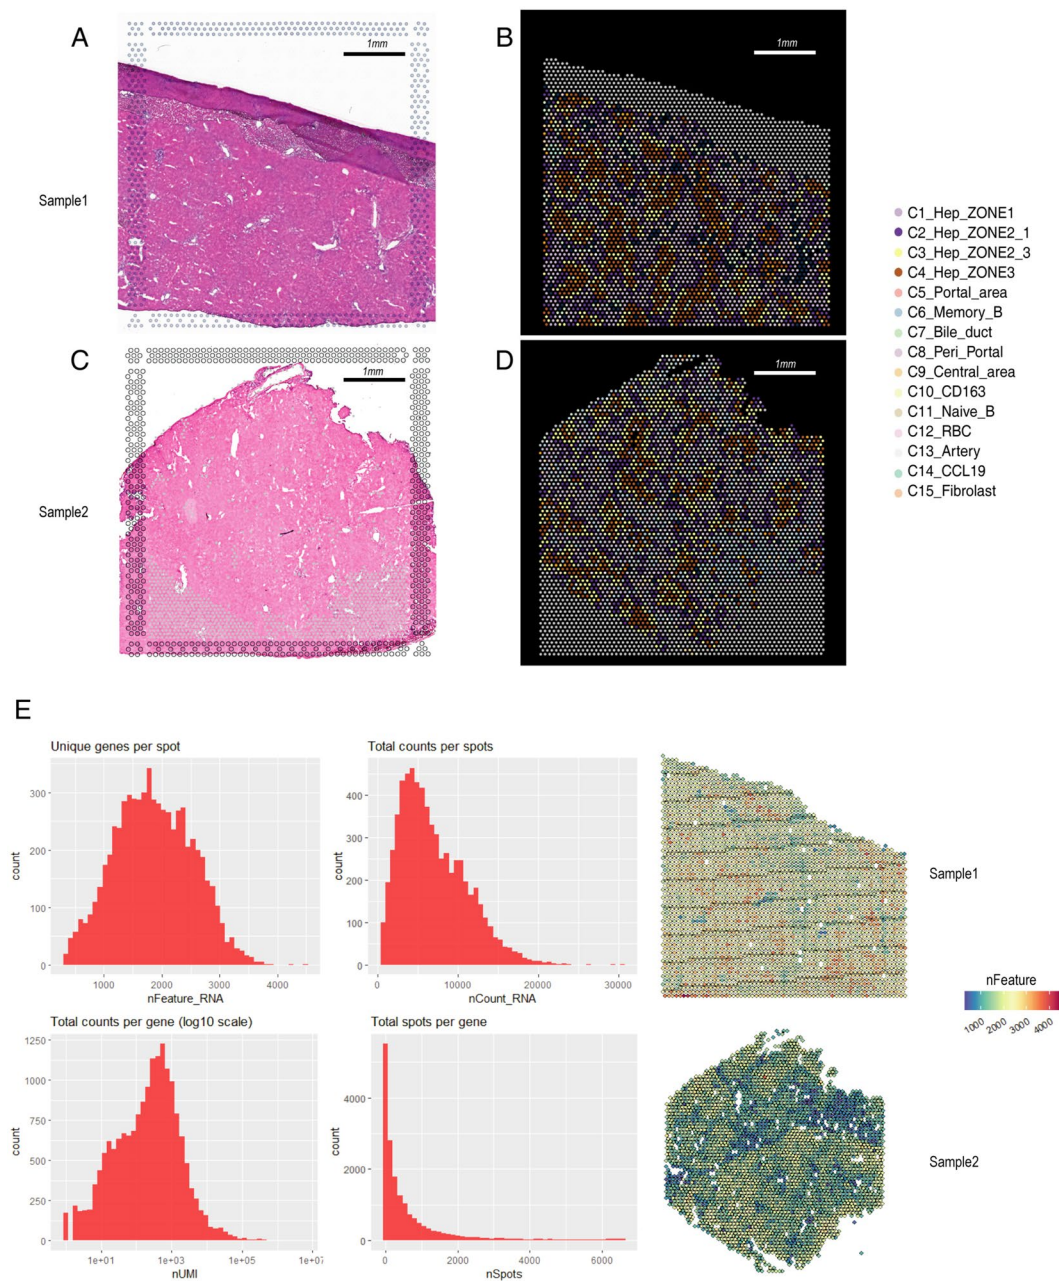 A
1mm
B
1mm
Sample1
C1_Hep_ZONE1
C2_Hep_ZONE2_1
C3_Hep_ZONE2_3
C4_Hep_ZONE3
C5_Portal_area
C6_Memory_B
C7_Bile_duct
C8_Peri_Portal
C9_Central_area
C10_CD163
C11_Naive_B
C12_RBC
C13_Artery
C14_CCL19
C15_Fibrolast
C
1mm
D
1mm
Sample2
E
Unique genes per spot
300
200
100
0
count
1000 2000 3000 4000
nFeature_RNA
Total counts per spots
400
300
200
100
0
count
0 10000 20000 30000
nCount_RNA
Sample1
nFeature
1000 2000 3000 4000
Total counts per gene (log10 scale)
1250
1000
750
500
250
0
count
1e+01 1e+03 1e+05 1e+07
nUMI
Total spots per gene
4000
2000
0
count
0 2000 4000 6000
nSpots
Sample2